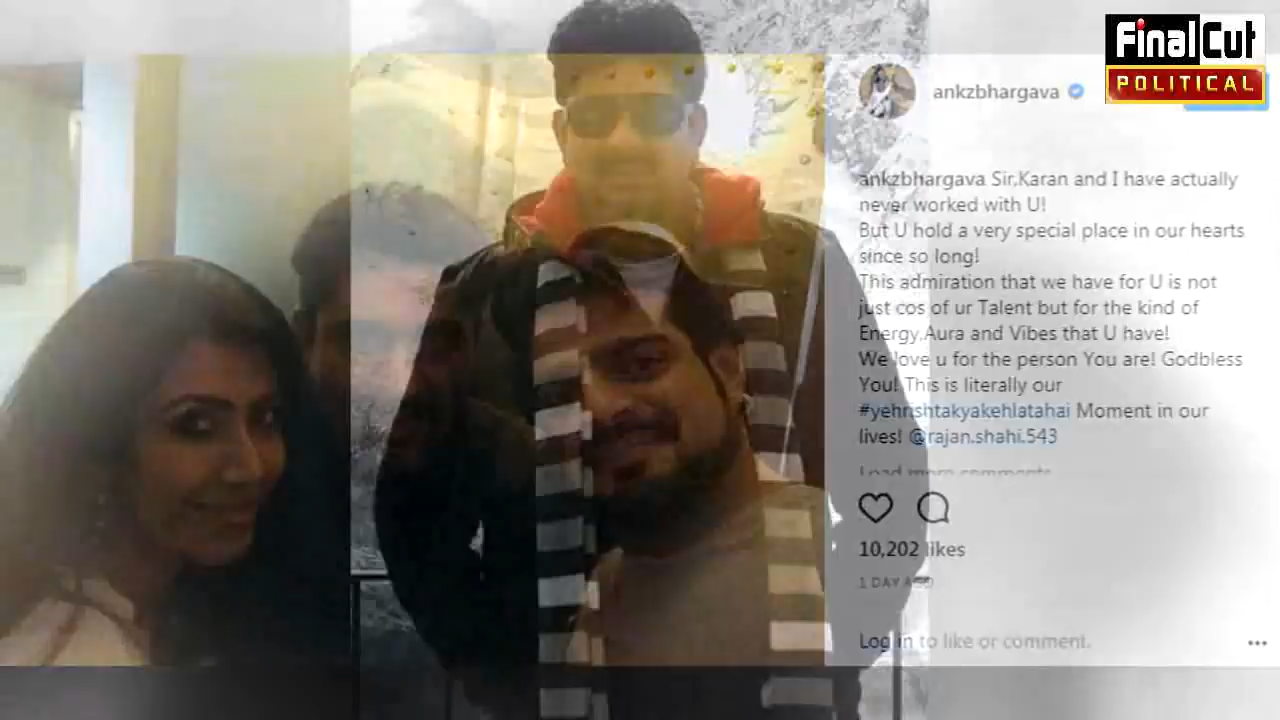 FinalCut
POLITICAL
ankzbhargava
ankzbhargava Sir,Karan and I have actually
never worked with U!
But U hold a very special place in our hearts
since so long!
This admiration that we have for U is not
just cos of ur Talent but for the kind of
Energy,Aura and Vibes that U have!
We love u for the person You are! Godbless
You! This is literally our
#yehrishtakyakehlatahai Moment in our
lives! @rajan.shahi.543
Load more comments
10,202 likes
1 DAY AGO
Log in to like or comment.